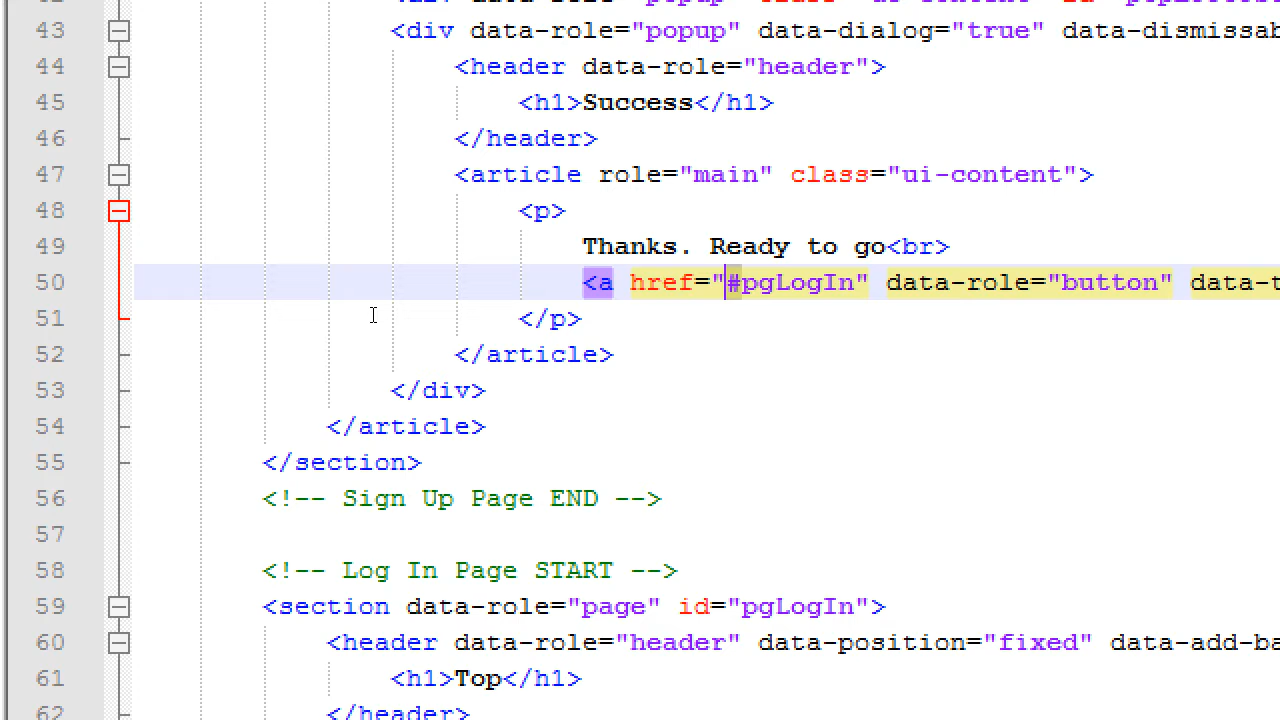 43 <div data-role="popup" data-dialog="true" data-dismissab
44 <header data-role="header">
45 <h1>Success</h1>
46 </header>
47 <article role="main" class="ui-content">
48 <p>
49 Thanks. Ready to go<br>
50 <a href="#pgLogIn" data-role="button" data-t
51 </p>
52 </article>
53 </div>
54 </article>
55 </section>
56 <!-- Sign Up Page END -->
57
58 <!-- Log In Page START -->
59 <section data-role="page" id="pgLogIn">
60 <header data-role="header" data-position="fixed" data-add-ba
61 <h1>Top</h1>
62 </header>